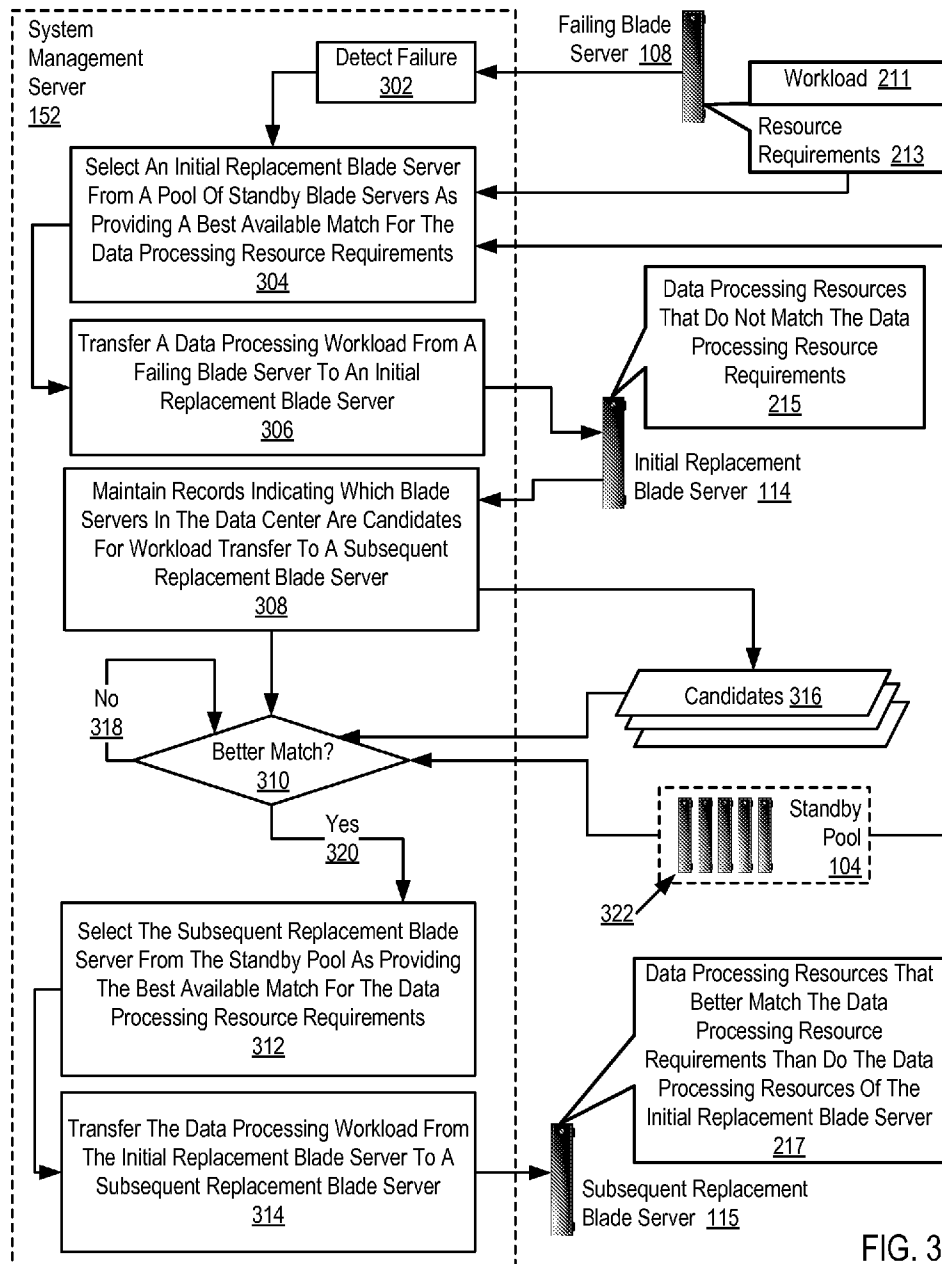 System
Management
Server
152
Detect Failure
302
Failing Blade
Server 108
Workload 211
Resource
Requirements 213
Select An Initial Replacement Blade Server
From A Pool Of Standby Blade Servers As
Providing A Best Available Match For The
Data Processing Resource Requirements
304
Data Processing Resources
That Do Not Match The Data
Processing Resource
Requirements
215
Transfer A Data Processing Workload From A
Failing Blade Server To An Initial
Replacement Blade Server
306
Initial Replacement
Blade Server 114
Maintain Records Indicating Which Blade
Servers In The Data Center Are Candidates
For Workload Transfer To A Subsequent
Replacement Blade Server
308
Candidates 316
No
318
Better Match?
310
Yes
320
Standby
Pool
104
322
Select The Subsequent Replacement Blade
Server From The Standby Pool As Providing
The Best Available Match For The Data
Processing Resource Requirements
312
Data Processing Resources That
Better Match The Data
Processing Resource
Requirements Than Do The Data
Processing Resources Of The
Initial Replacement Blade Server
217
Transfer The Data Processing Workload From
The Initial Replacement Blade Server To A
Subsequent Replacement Blade Server
314
Subsequent Replacement
Blade Server 115
FIG. 3